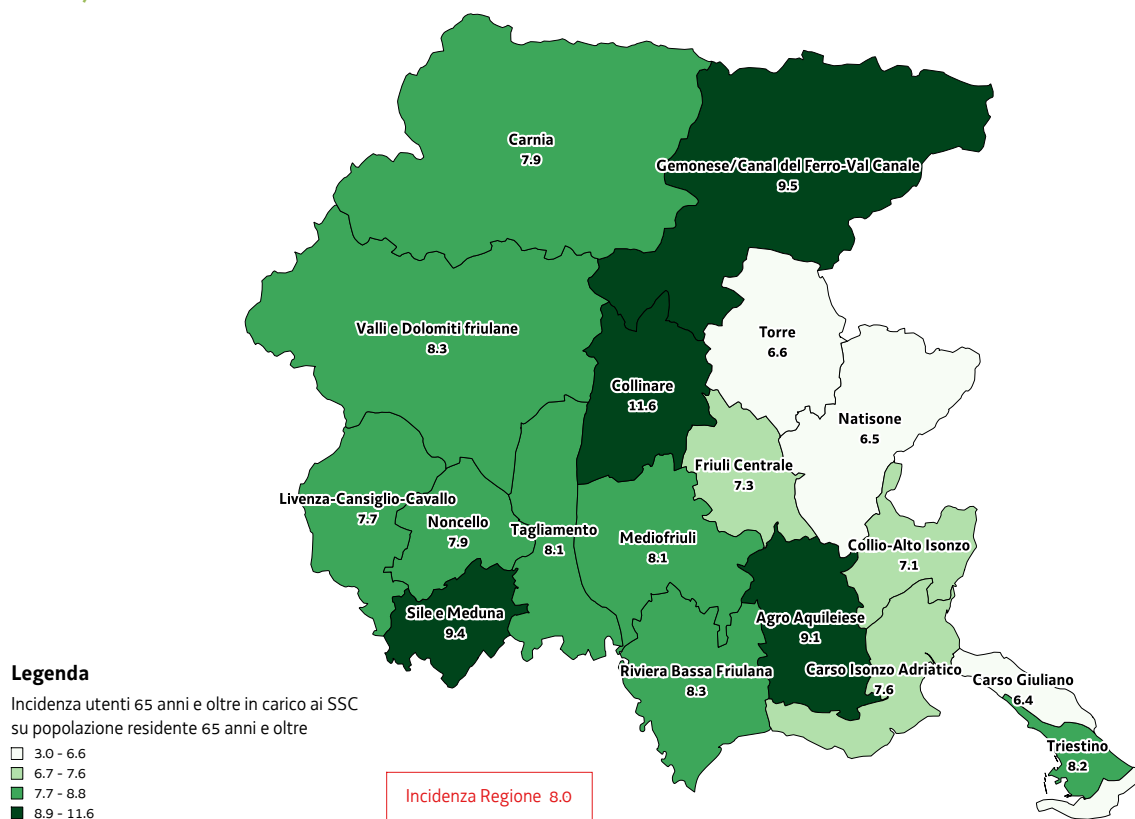 Carnia
7.9
Gemonese/Canal del Ferro-Val Canale
9.5
Valli e Dolomiti friulane
8.3
Torre
6.6
Collinare
11.6
Natisone
6.5
Friuli Centrale
7.3
Livenza-Cansiglio-Cavallo
7.7
Noncello
7.9
Tagliamento
8.1
Mediofriuli
8.1
Collio-Alto Isonzo
7.1
Sile e Meduna
9.4
Agro Aquileiese
9.1
Riviera Bassa Friulana
8.3
Carso Isonzo Adriatico
7.6
Carso Giuliano
6.4
Triestino
8.2
Legenda
Incidenza utenti 65 anni e oltre in carico ai SSC
su popolazione residente 65 anni e oltre
3.0 - 6.6
6.7 - 7.6
7.7 - 8.8
8.9 - 11.6
Incidenza Regione 8.0